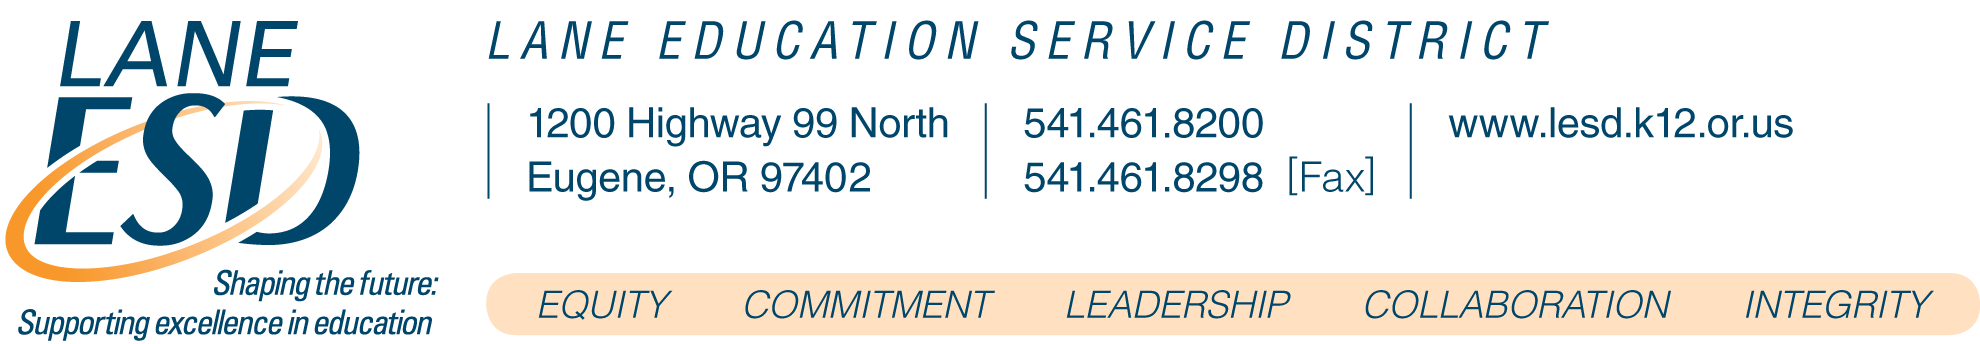 LANE
ESD
Shaping the future:
Supporting excellence in education
LANE EDUCATION SERVICE DISTRICT
1200 Highway 99 North
Eugene, OR 97402
541.461.8200
541.461.8298 [Fax]
www.lesd.k12.or.us
EQUITY COMMITMENT LEADERSHIP COLLABORATION INTEGRITY